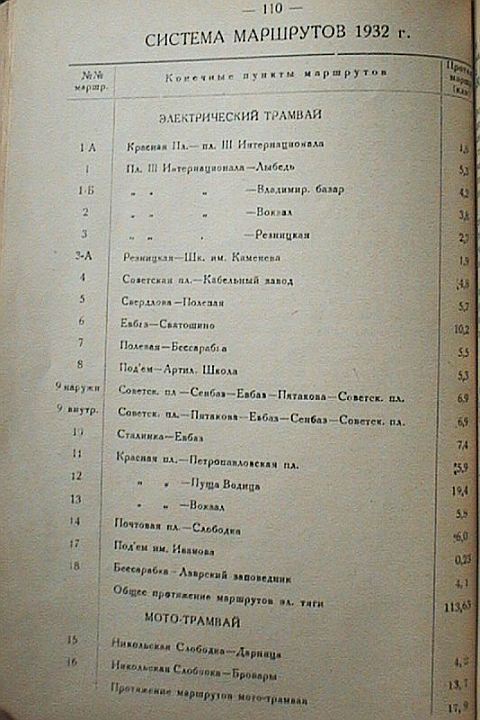 — 110 —
СИСТЕМА МАРШРУТОВ 1932 г.
№№ маршр. Конечные пункты маршрутов
ЭЛЕКТРИЧЕСКИЙ ТРАМВАЙ
1 А Красная Пл.— пл. III Интернационала
1 Пл. III Интернационала—Лыбедь 5,3
1-Б „ „ „ —Владимир. базар 4,2
2 „ „ „ —Вокзал 3,8
3 „ „ „ —Резницкая
3-А Резницкая—Шк. им. Каменева 1,9
4 Советская пл.—Кабельный завод 4,8
5 Свердлова—Полевая 5,7
6 Евбаз—Святошино 10,2
7 Полевая—Бессарабка 5,5
8 Под'ем—Артил. Школа 5,3
9 наружн Советск. пл—Сенбаз—Евбаз—Пятакова—Советск. пл. 6,9
9 внутр. Советск. пл.—Пятакова—Евбаз—Сенбаз—Советск. пл. 6,9
10 Сталинка—Евбаз 7,4
11 Красная пл.—Петропавловская пл. 5,9
12 „ „ —Пуща Водица 19,4
13 „ „ —Вокзал 5,8
14 Почтовая пл.—Слободка 6,0
17 Под'ем им. Иванова 0,25
18 Бессарабка—Лаврский заповедник 4,1
Общее протяжение маршрутов эл. тяги 113,65
МОТО-ТРАМВАЙ
15 Никольская Слободка—Дарница
16 Никольская Слободка—Бровары
Протяжение маршрутов мото-трамвая 17,9